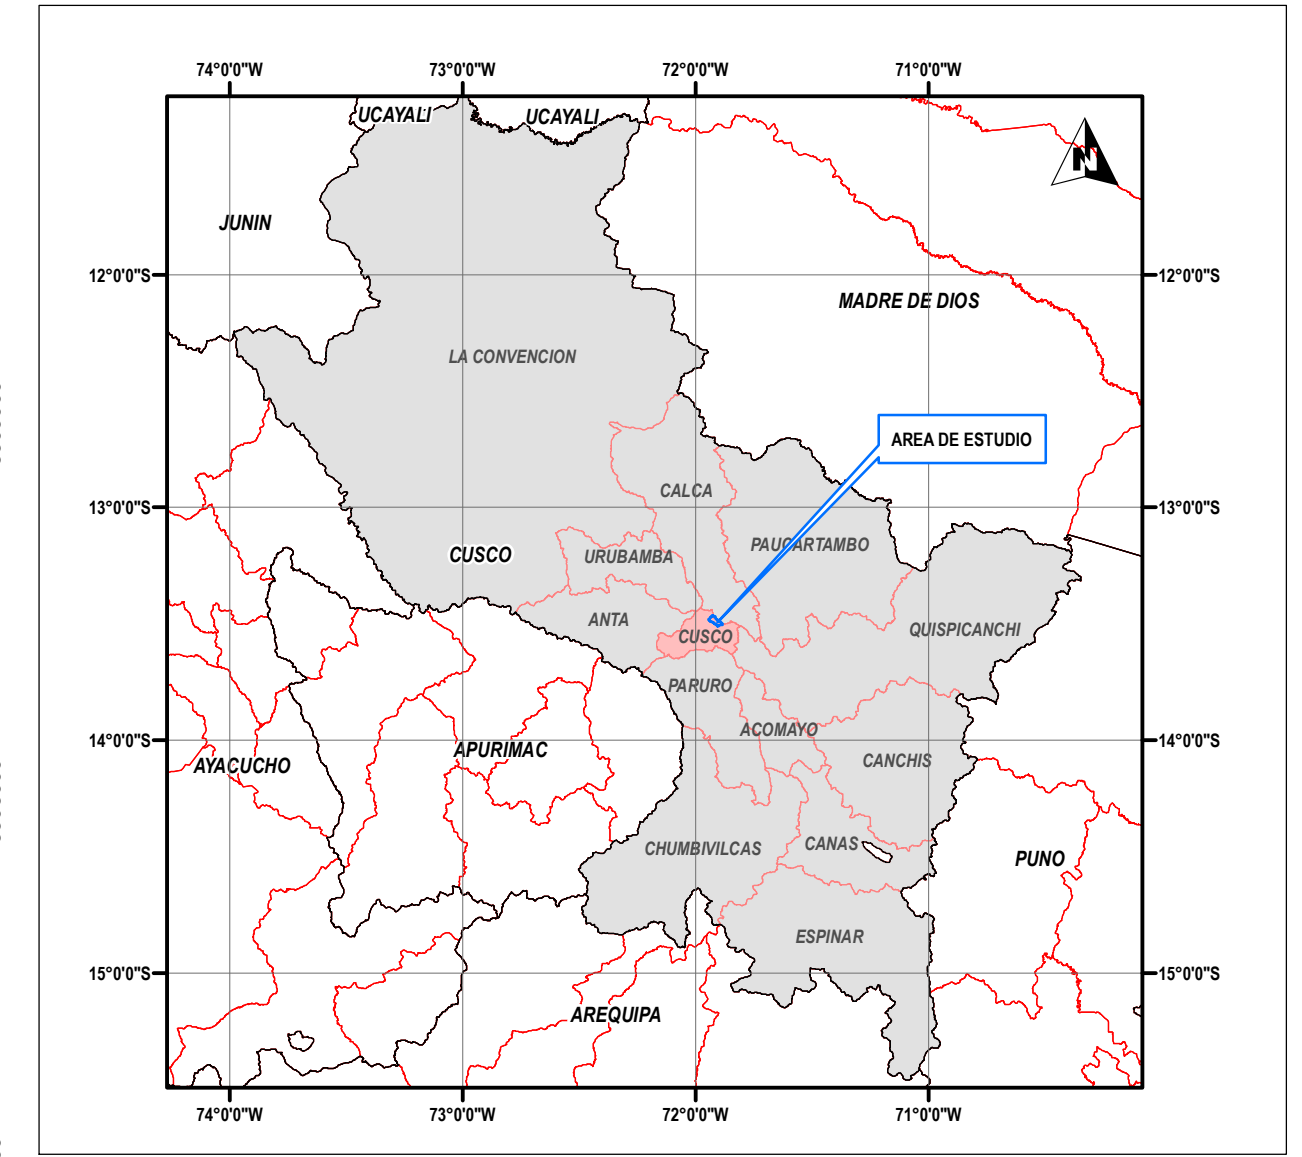 74°0'0"W 73°0'0"W 72°0'0"W 71°0'0"W
UCAYALI UCAYALI
N
JUNIN
12°0'0"S 12°0'0"S
MADRE DE DIOS
LA CONVENCION
AREA DE ESTUDIO
CALCA
13°0'0"S 13°0'0"S
PAUCARTAMBO
CUSCO URUBAMBA
ANTA
QUISPICANCHI
CUSCO
PARURO
ACOMAYO
14°0'0"S 14°0'0"S
APURIMAC
CANCHIS
AYACUCHO
CHUMBIVILCAS CANAS
PUNO
ESPINAR
15°0'0"S 15°0'0"S
AREQUIPA
74°0'0"W 73°0'0"W 72°0'0"W 71°0'0"W